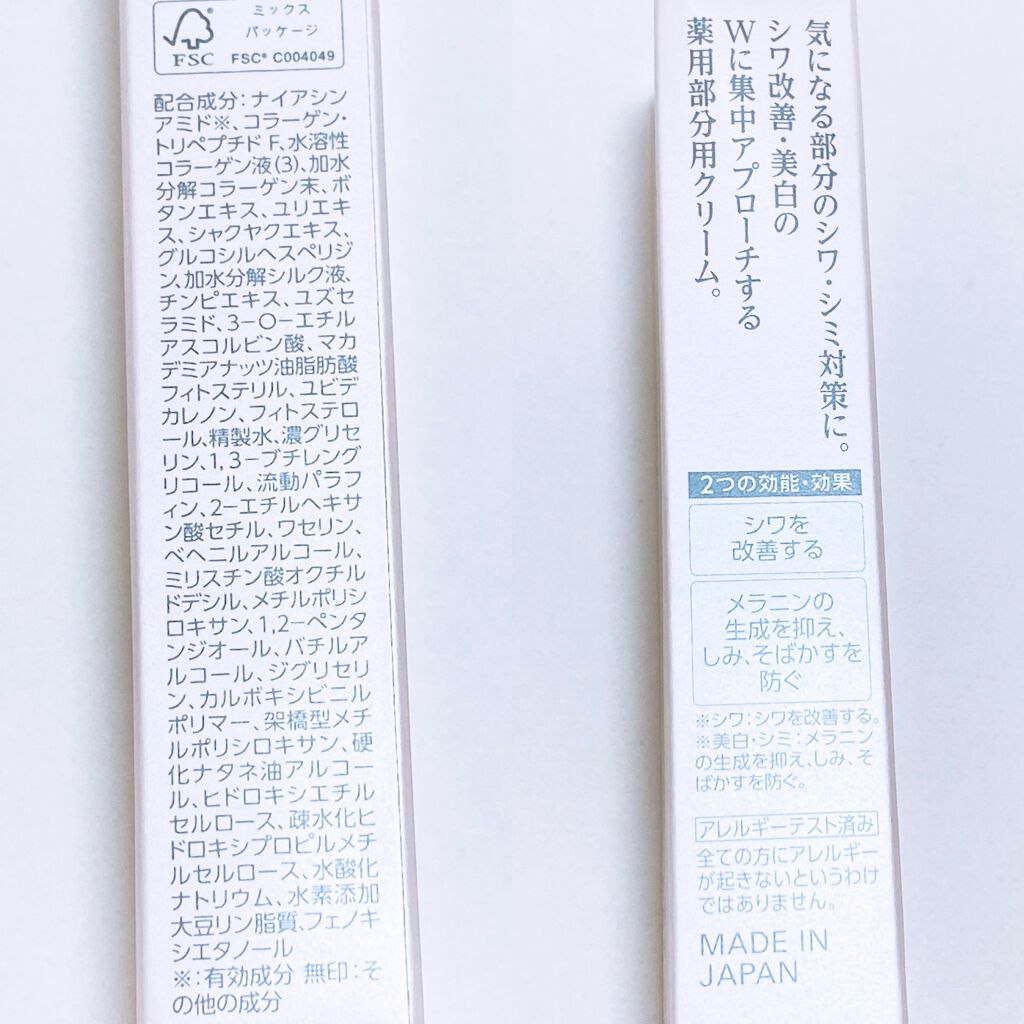 ミックス
パッケージ
FSC
FSC® C004049
配合成分:ナイアシン
アミド※、コラーゲン・
トリペプチド F、水溶性
コラーゲン液(3)、加水
分解コラーゲン末、ボ
タンエキス、ユリエキ
ス、シャクヤクエキス、
グルコシルヘスペリジ
ン、加水分解シルク液、
チンピエキス、ユズセ
ラミド、3-O-エチル
アスコルビン酸、マカ
デミアナッツ油脂肪酸
フィトステリル、ユビデ
カレノン、フィトステロ
ール、精製水、濃グリセ
リン、1,3-ブチレング
リコール、流動パラフ
ィン、2-エチルヘキサ
ン酸セチル、ワセリン、
ベヘニルアルコール、
ミリスチン酸オクチル
ドデシル、メチルポリシ
ロキサン、1,2-ペンタ
ンジオール、バチルア
ルコール、ジグリセリ
ン、カルボキシビニル
ポリマー、架橋型メチ
ルポリシロキサン、硬
化ナタネ油アルコー
ル、ヒドロキシエチル
セルロース、疎水化ヒ
ドロキシプロピルメチ
ルセルロース、水酸化
ナトリウム、水素添加
大豆リン脂質、フェノキ
シエタノール
※:有効成分 無印:そ
の他の成分
気になる部分のシワ・シミ対策に。
シワ改善・美白の
Wに集中アプローチする
薬用部分用クリーム。
2つの効能・効果
シワを
改善する
メラニンの
生成を抑え、
しみ、そばかすを
防ぐ
※シワ:シワを改善する。
※美白・シミ:メラニン
の生成を抑え、しみ、そ
ばかすを防ぐ。
アレルギーテスト済み
全ての方にアレルギー
が起きないというわけ
ではありません。
MADE IN
JAPAN